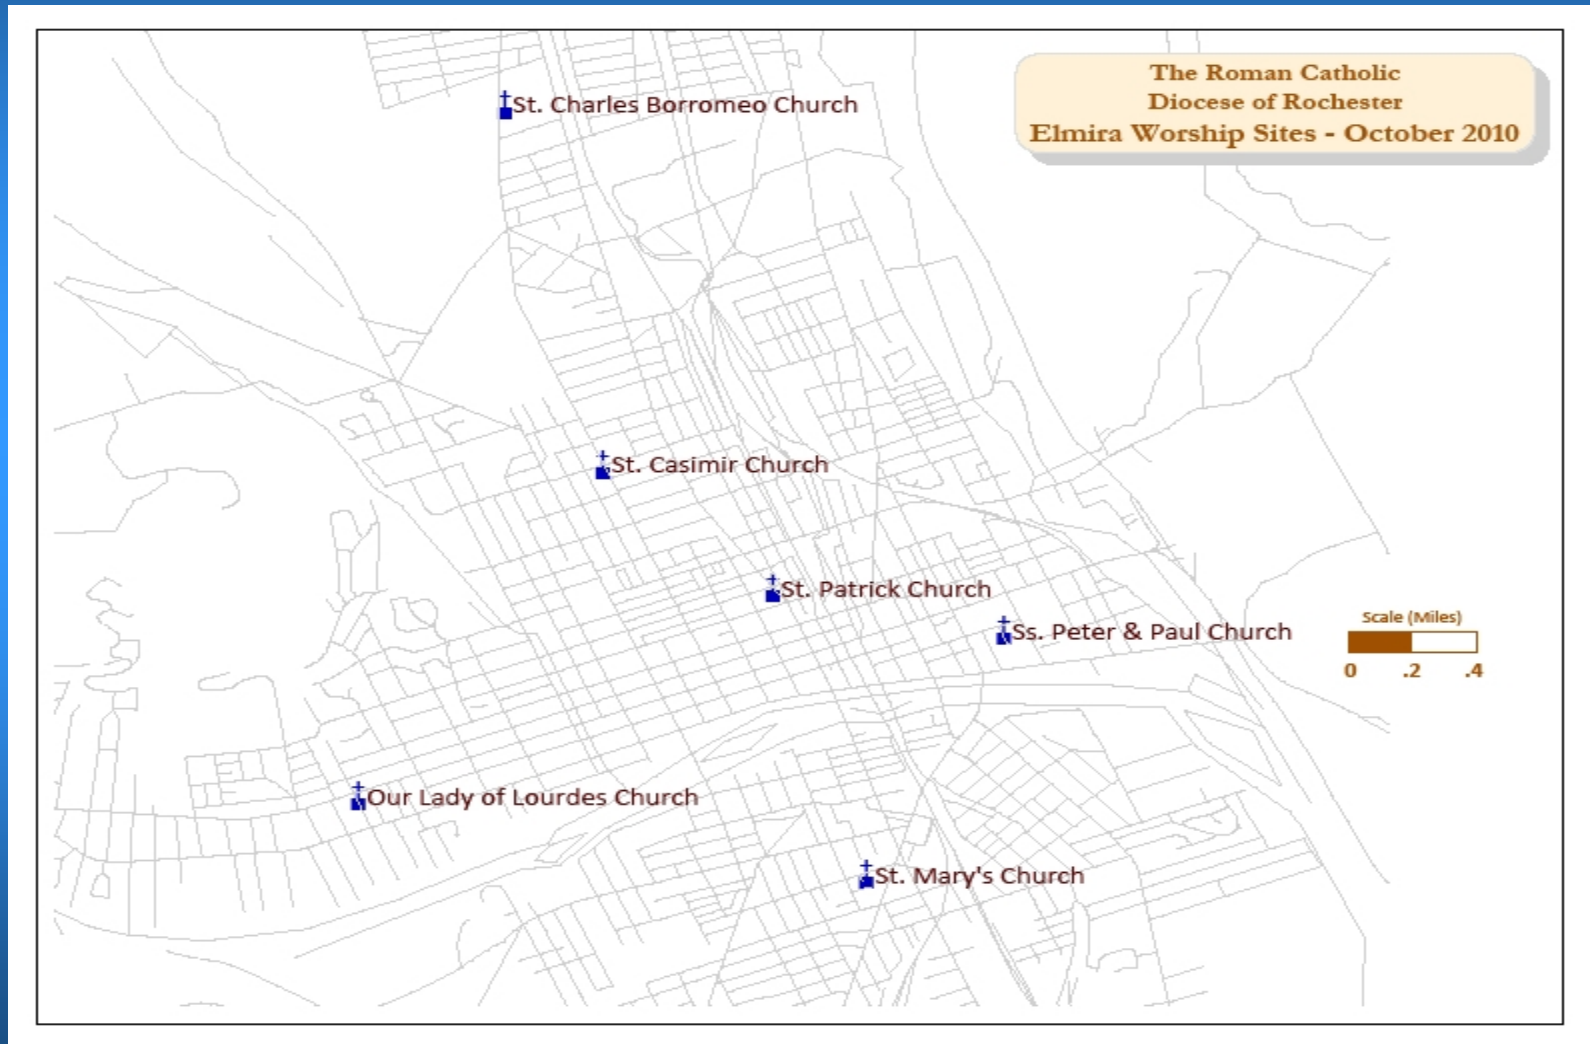 The Roman Catholic
Diocese of Rochester
Elmira Worship Sites - October 2010
St. Charles Borromeo Church
St. Casimir Church
St. Patrick Church
Ss. Peter & Paul Church
Scale (Miles)
0 .2 .4
Our Lady of Lourdes Church
St. Mary's Church